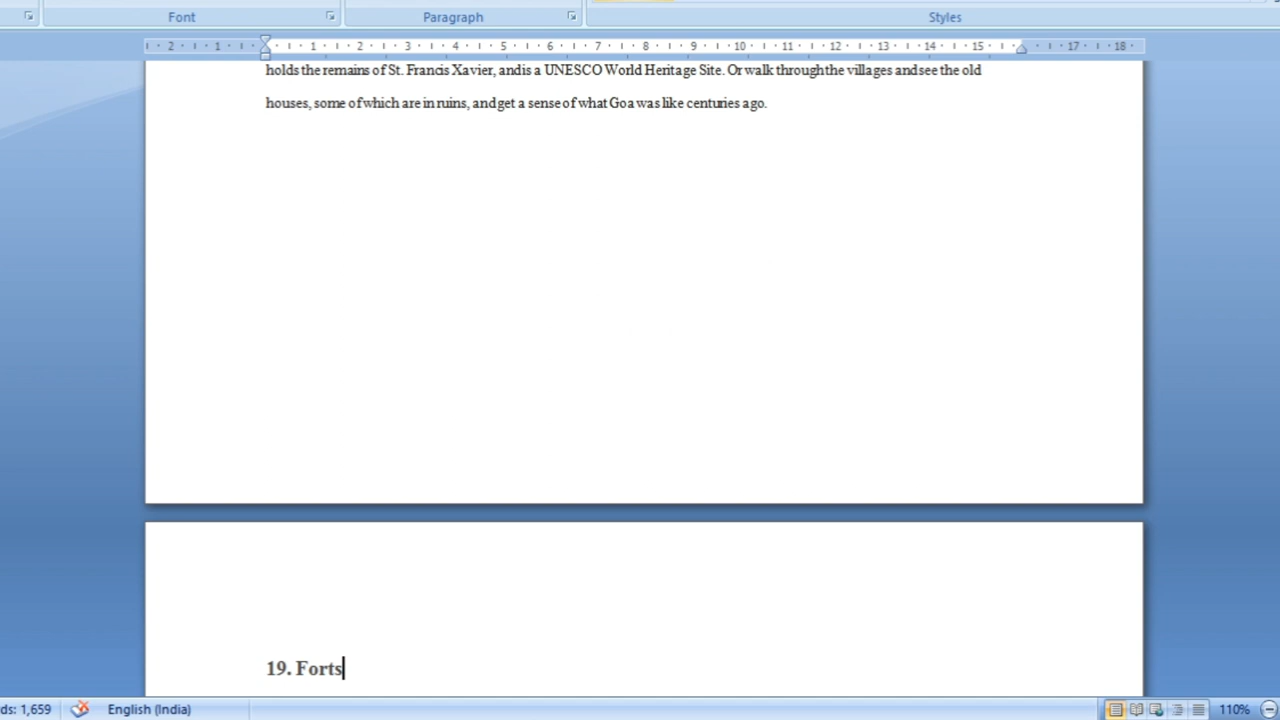 Font Paragraph Styles
2 1 1 2 3 4 5 6 7 8 9 10 11 12 13 14 15 17 18
holds the remains of St. Francis Xavier, and is a UNESCO World Heritage Site. Or walk through the villages and see the old
houses, some of which are in ruins, and get a sense of what Goa was like centuries ago.
19. Forts
ds: 1,659 English (India) 110%